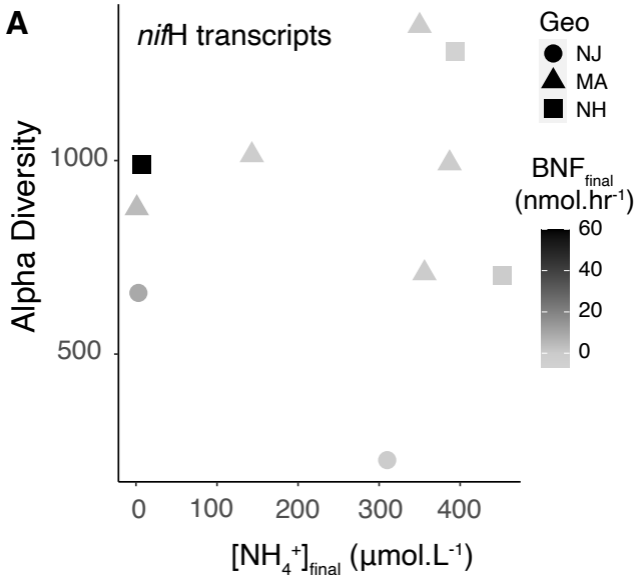 A
nifH transcripts
Geo
NJ
MA
NH
BNFfinal
(nmol.hr-1)
60
40
20
0
Alpha Diversity
1000
500
0 100 200 300 400
[NH4+]final (μmol.L-1)